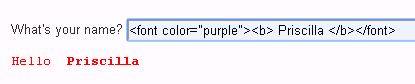 What's your name? <font color="purple"><b> Priscilla </b></font>
Hello Priscilla